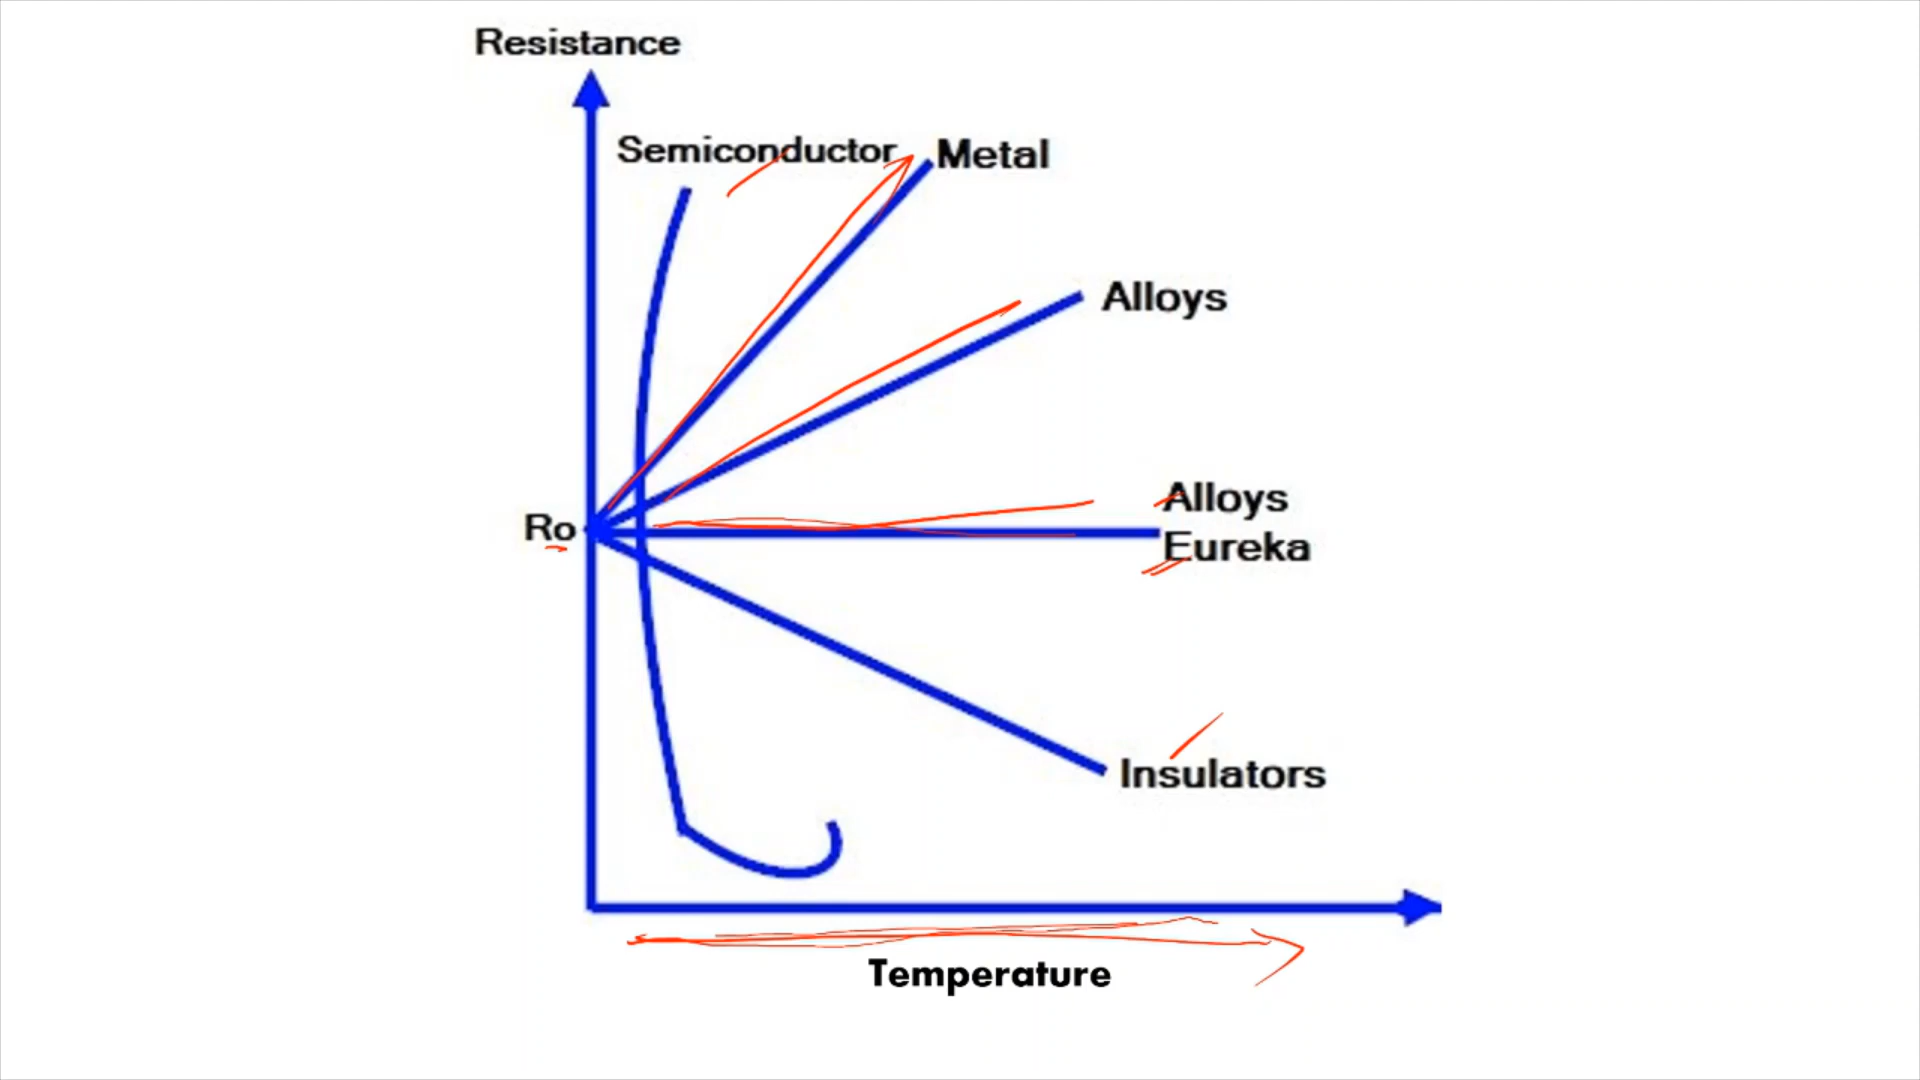 Resistance
Semiconductor
Metal
Alloys
Alloys
Ro
Eureka
Insulators
Temperature